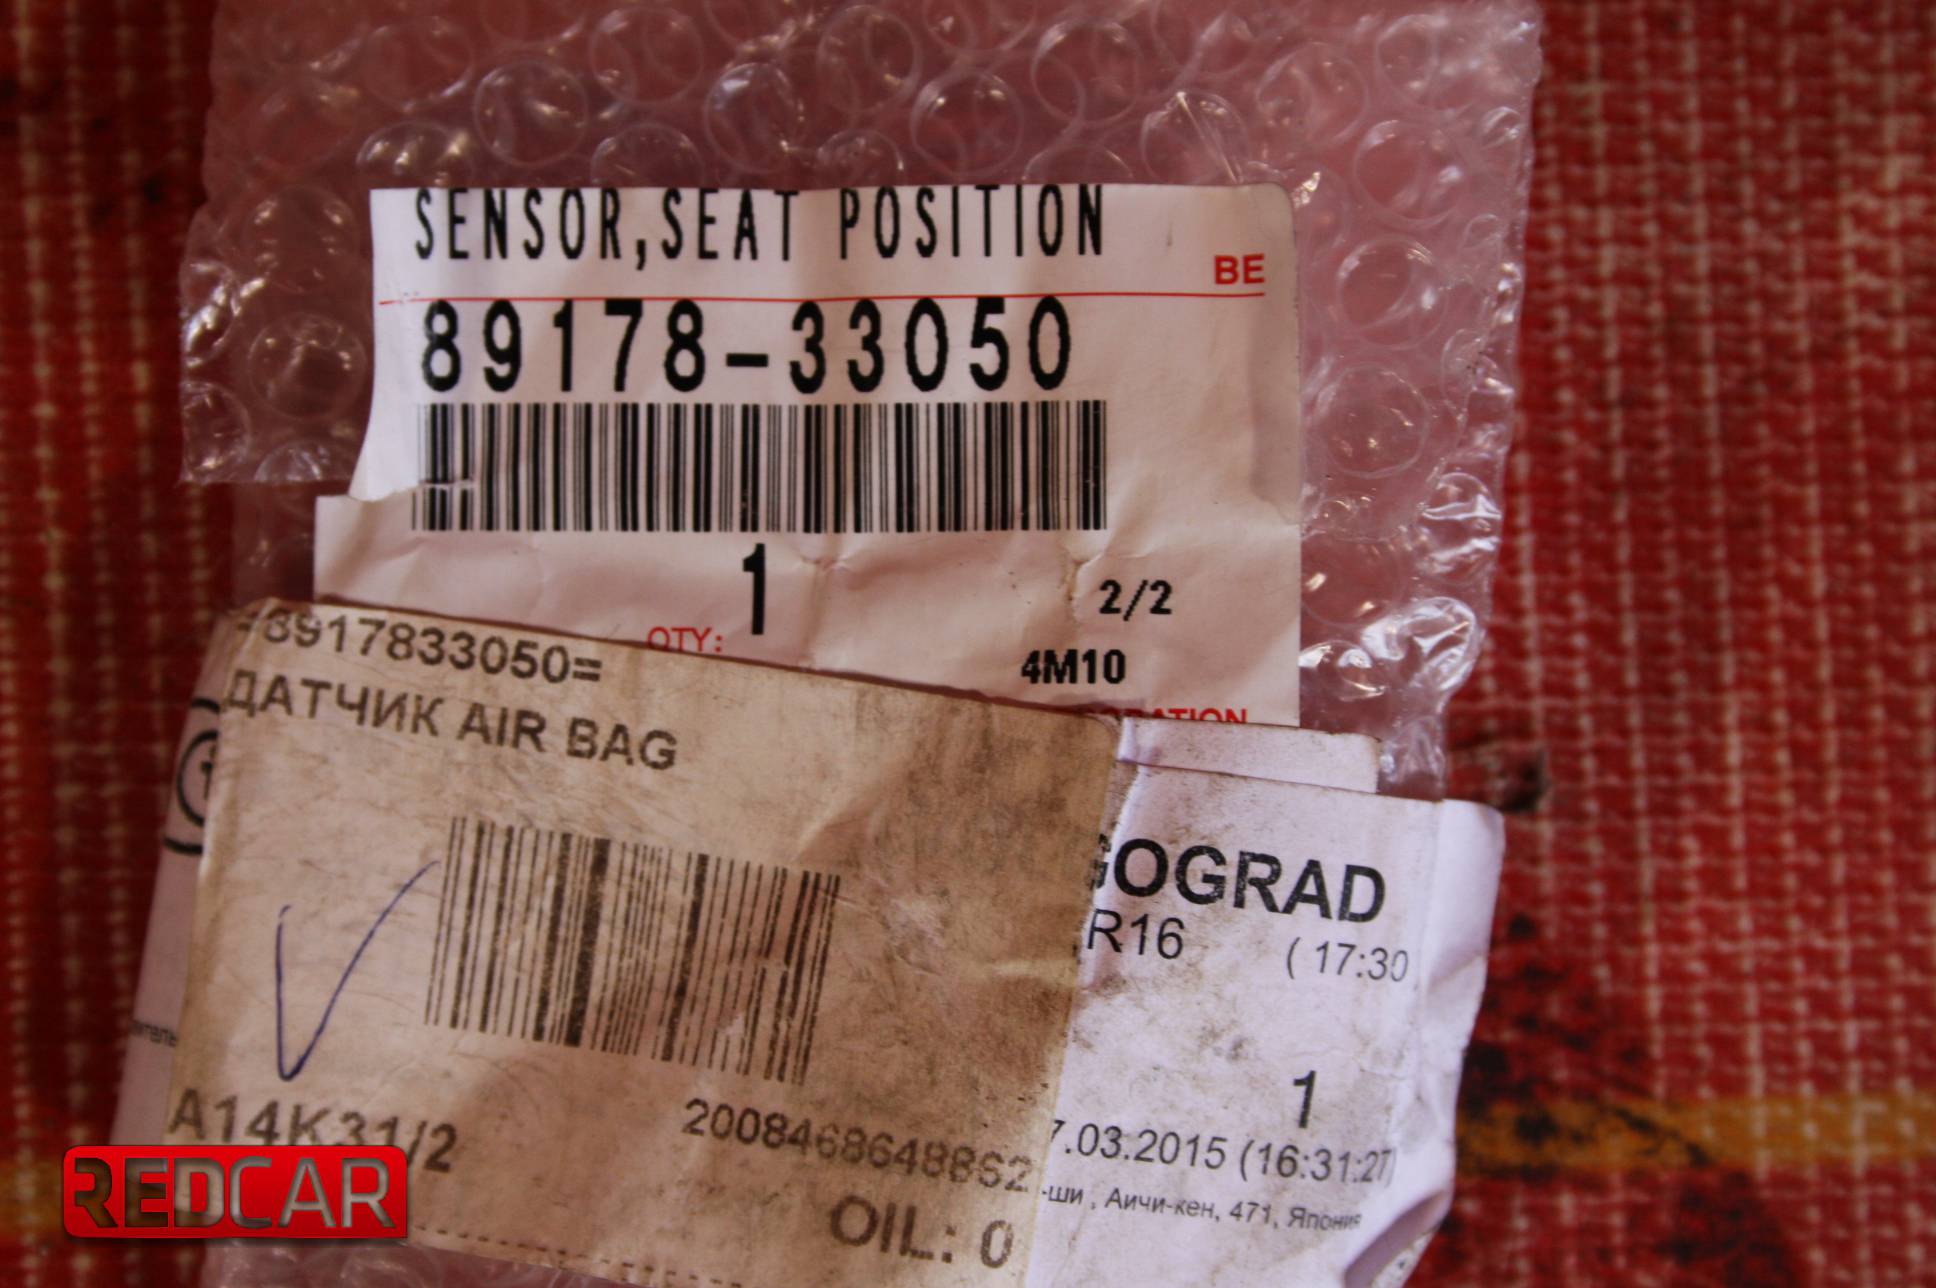 SENSOR,SEAT POSITION
BE
89178-33050
1
QTY:
2/2
4M10
=8917833050=
ДАТЧИК AIR BAG
GOGRAD
R16 ( 17:30
1
A14K31/2
2008468648862
7.03.2015 (16:31:27)
-ши , Аичи-кен, 471, Япония
OIL: 0
REDCAR